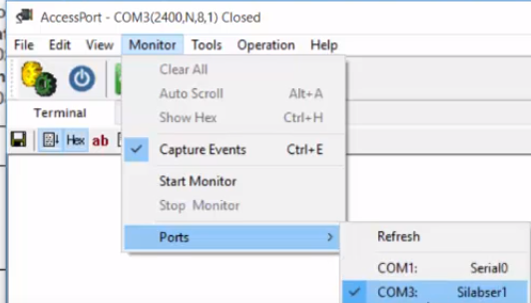 AccessPort - COM3(2400,N,8,1) Closed
File Edit View Monitor Tools Operation Help
Clear All
Auto Scroll Alt+A
Show Hex Ctrl+H
Terminal
Hex ab
Capture Events Ctrl+E
Start Monitor
Stop Monitor
Ports
Refresh
COM1: Serial0
COM3: Silabser1